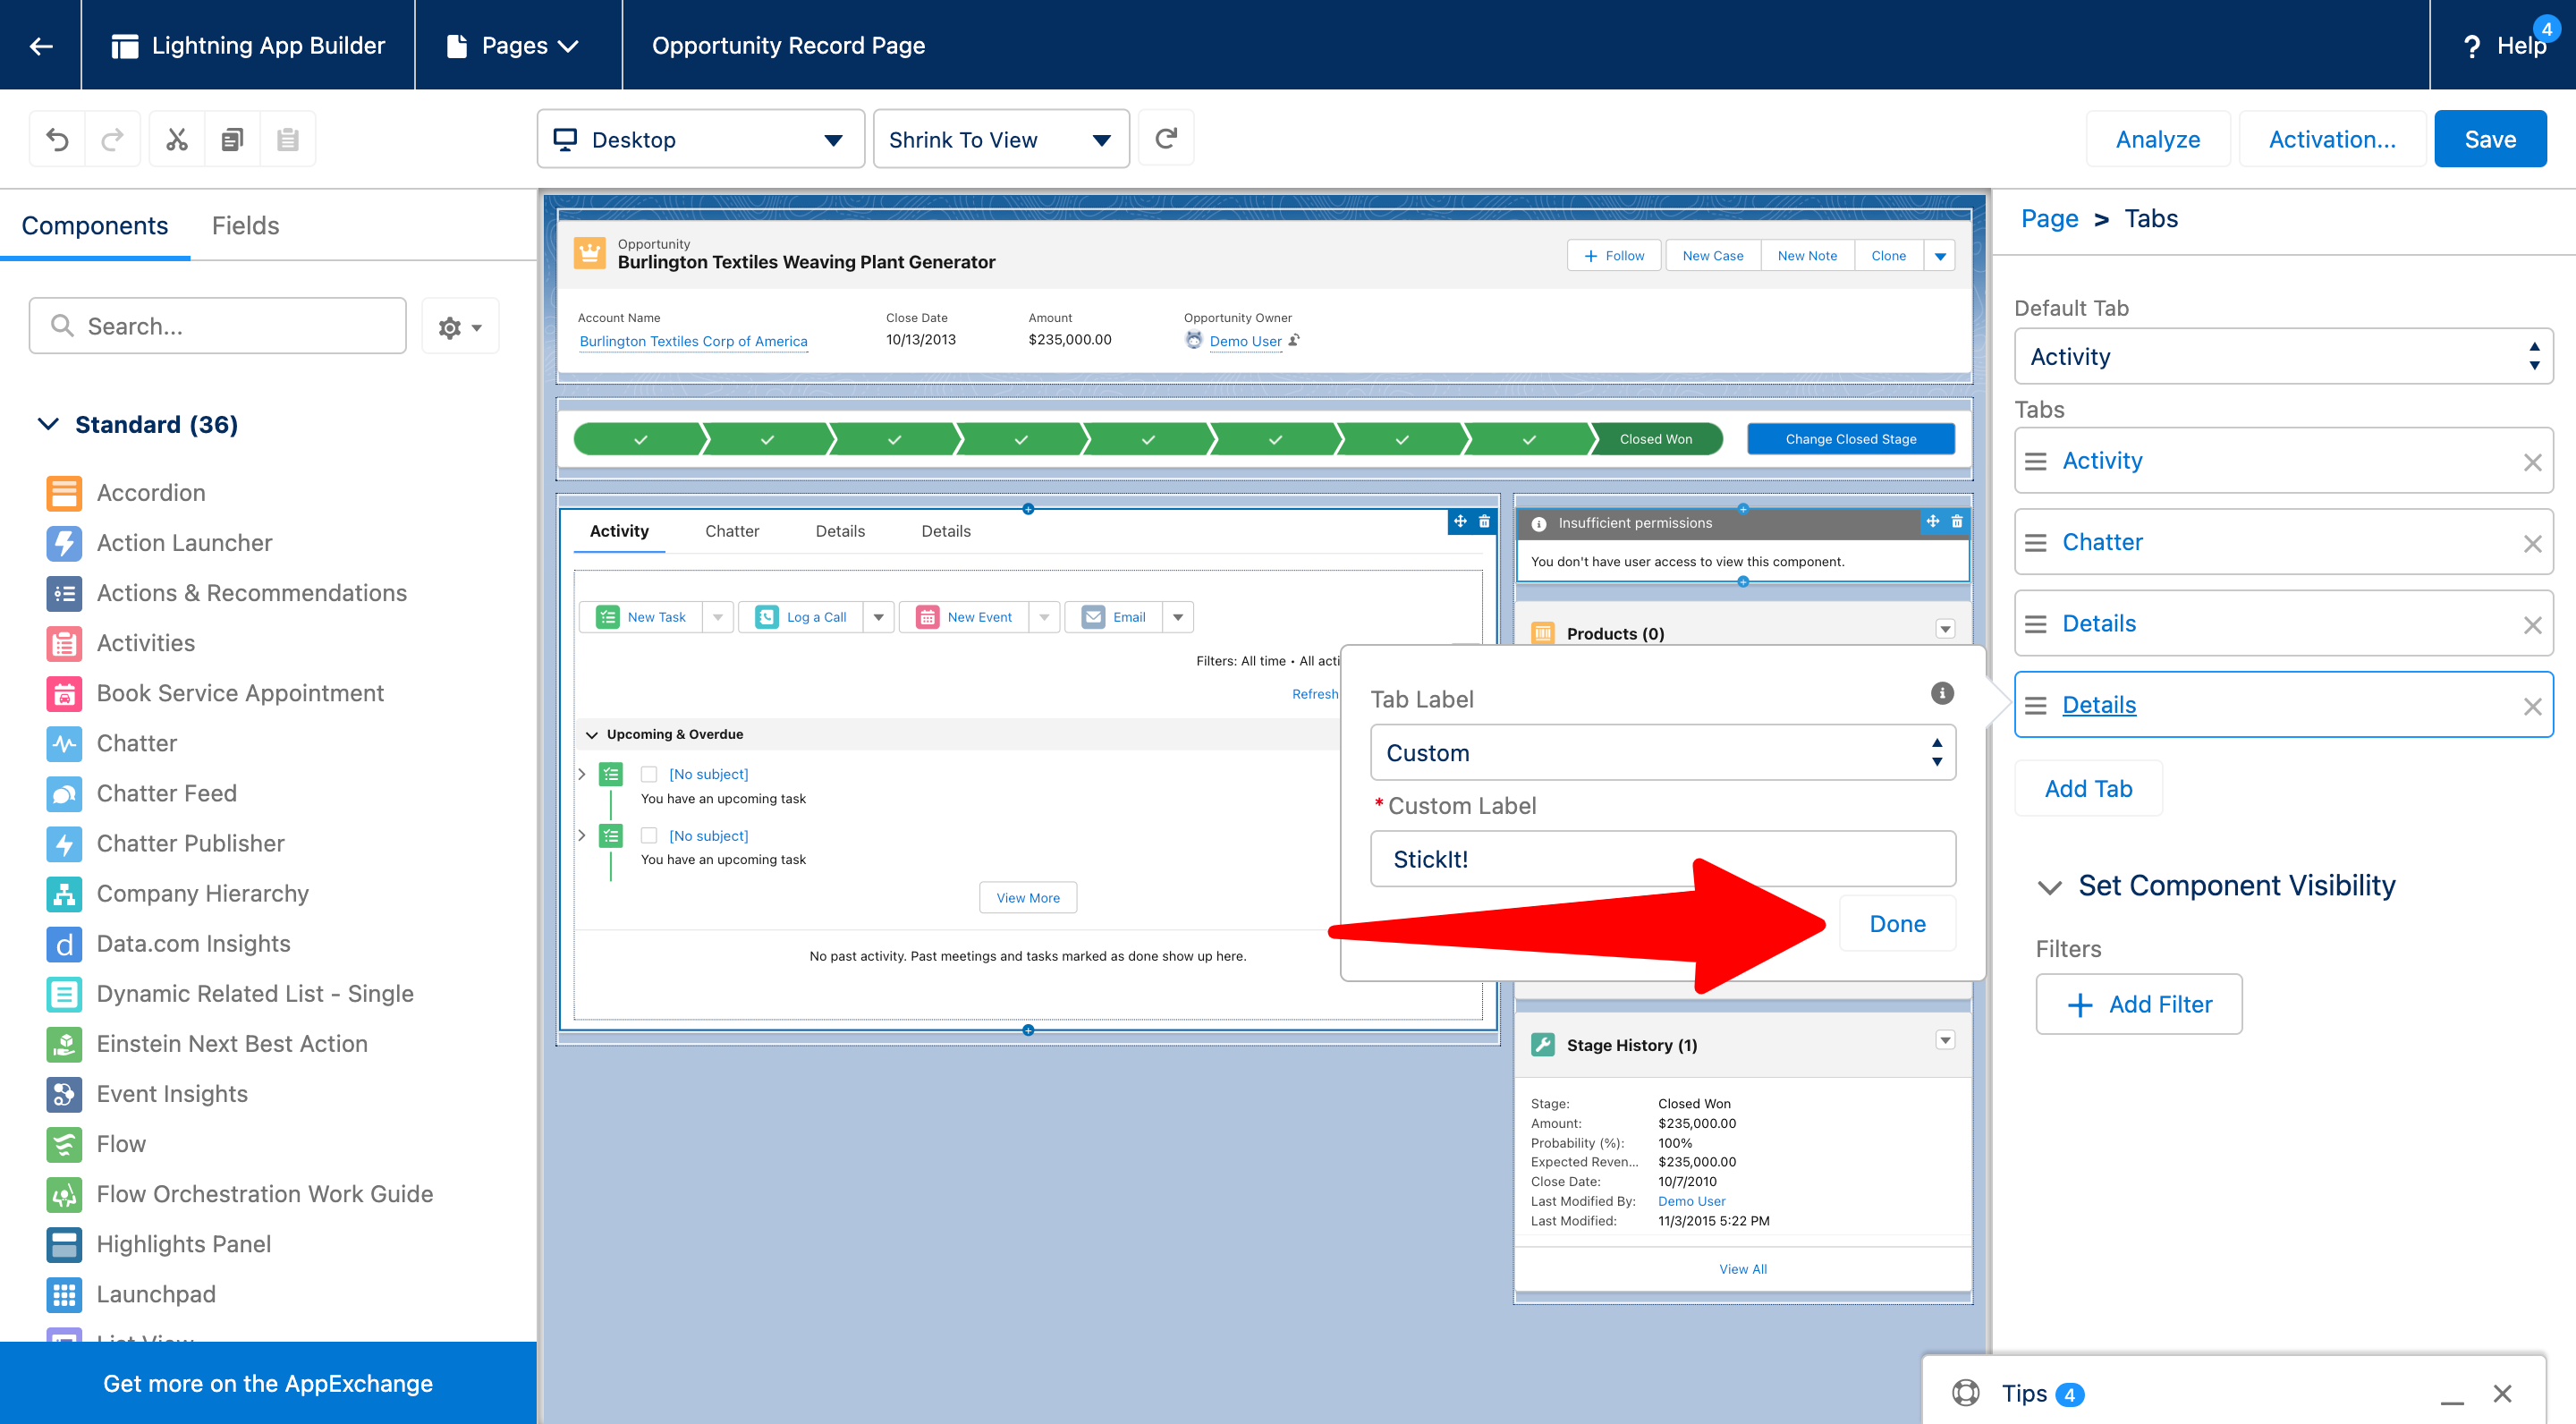 Lightning App Builder
Pages
Opportunity Record Page
? Help
4
Desktop
Shrink To View
Analyze
Activation...
Save
Components
Fields
Search...
Standard (36)
Accordion
Action Launcher
Actions & Recommendations
Activities
Book Service Appointment
Chatter
Chatter Feed
Chatter Publisher
Company Hierarchy
d Data.com Insights
Dynamic Related List - Single
Einstein Next Best Action
Event Insights
Flow
Flow Orchestration Work Guide
Highlights Panel
Launchpad
List View
Get more on the AppExchange
Opportunity
Burlington Textiles Weaving Plant Generator
Follow
New Case
New Note
Clone
Account Name
Close Date
Amount
Opportunity Owner
Burlington Textiles Corp of America
10/13/2013
$235,000.00
Demo User
Closed Won
Change Closed Stage
Activity
Chatter
Details
Details
New Task
Log a Call
New Event
Email
Filters: All time • All acti
Refresh
Upcoming & Overdue
[No subject]
You have an upcoming task
[No subject]
You have an upcoming task
View More
No past activity. Past meetings and tasks marked as done show up here.
Insufficient permissions
You don't have user access to view this component.
Products (0)
Tab Label
Custom
* Custom Label
StickIt!
Done
Stage History (1)
Stage: Closed Won
Amount: $235,000.00
Probability (%): 100%
Expected Reven... $235,000.00
Close Date: 10/7/2010
Last Modified By: Demo User
Last Modified: 11/3/2015 5:22 PM
View All
Page > Tabs
Default Tab
Activity
Tabs
Activity
Chatter
Details
Details
Add Tab
Set Component Visibility
Filters
Add Filter
Tips 4